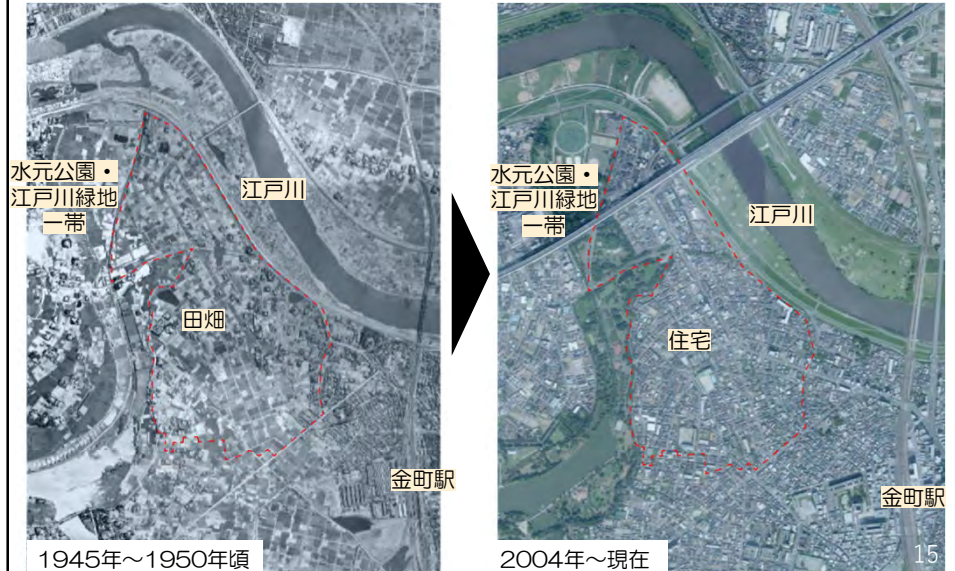 水元公園・
江戸川緑地
一帯
江戸川
田畑
金町駅
1945年～1950年頃
水元公園・
江戸川緑地
一帯
江戸川
住宅
金町駅
2004年～現在
15